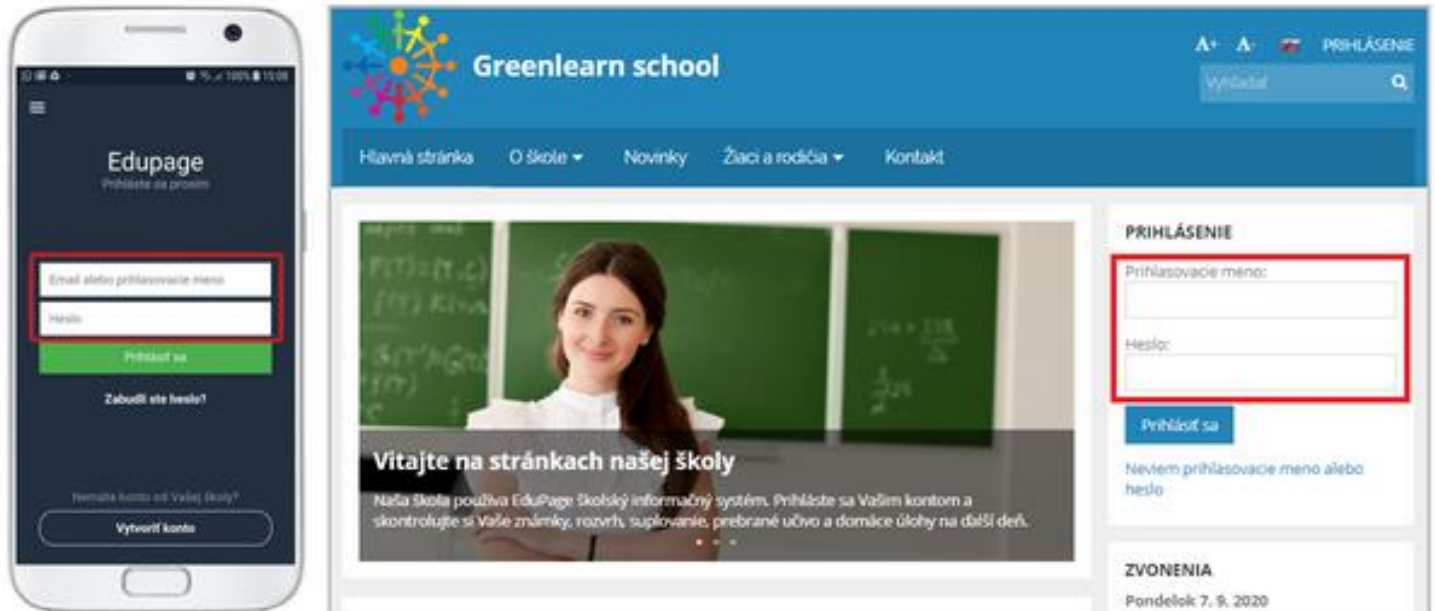 100% 15:08
Edupage
Prihláste sa prosím
Email alebo prihlasovacie meno
Heslo
Prihlásiť sa
Zabudli ste heslo?
Nemáte konto od Vašej školy?
Vytvoriť konto
Greenlearn school
A+ A- PRIHLÁSENIE
Vyhľadať
Hlavná stránka O škole Novinky Žiaci a rodičia Kontakt
Vitajte na stránkach našej školy
Naša škola používa EduPage školský informačný systém. Prihláste sa Vašim kontom a
skontrolujte si Vaše známky, rozvrh, suplovanie, prebrané učivo a domáce úlohy na ďalší deň.
PRIHLÁSENIE
Prihlasovacie meno:
Heslo:
Prihlásiť sa
Neviem prihlasovacie meno alebo
heslo
ZVONENIA
Pondelok 7. 9. 2020